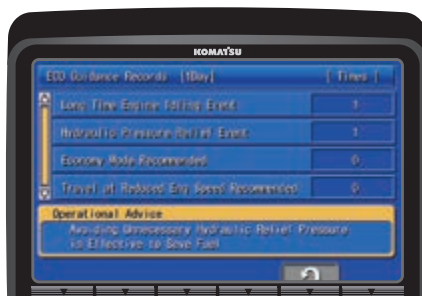 KOMATSU
ECO Guidance Records [1Day] [ Times ]
Long Time Engine Idling Event 1
Hydraulic Pressure Relief Event 1
Economy Mode Recommended 0
Travel at Reduced Eng Speed Recommended 0
Operational Advice
Avoiding Unnecessary Hydraulic Relief Pressure
is Effective to Save Fuel